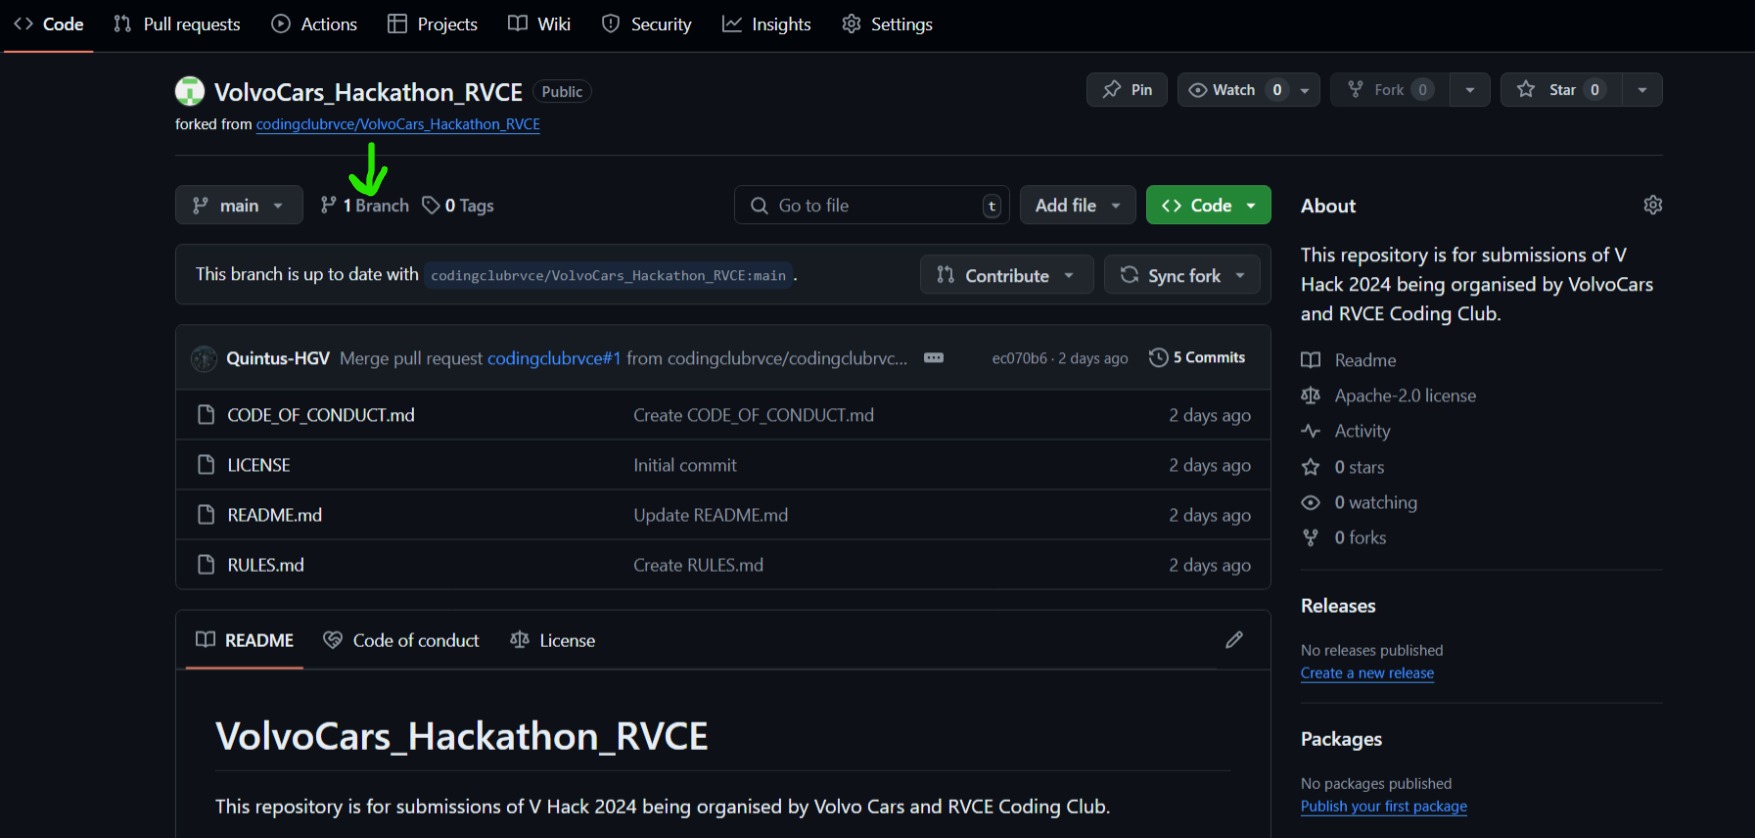 Code Pull requests Actions Projects Wiki Security Insights Settings
VolvoCars_Hackathon_RVCE Public
Pin Watch 0 Fork 0 Star 0
forked from codingclubrvce/VolvoCars_Hackathon_RVCE
main 1 Branch 0 Tags
Go to file t Add file Code
This branch is up to date with codingclubrvce/VolvoCars_Hackathon_RVCE:main .
Contribute Sync fork
Quintus-HGV Merge pull request codingclubrvce#1 from codingclubrvce/codingclubrvc... ec070b6 · 2 days ago 5 Commits
CODE_OF_CONDUCT.md Create CODE_OF_CONDUCT.md 2 days ago
LICENSE Initial commit 2 days ago
README.md Update README.md 2 days ago
RULES.md Create RULES.md 2 days ago
README Code of conduct License
VolvoCars_Hackathon_RVCE
This repository is for submissions of V Hack 2024 being organised by Volvo Cars and RVCE Coding Club.
About
This repository is for submissions of V
Hack 2024 being organised by VolvoCars
and RVCE Coding Club.
Readme
Apache-2.0 license
Activity
0 stars
0 watching
0 forks
Releases
No releases published
Create a new release
Packages
No packages published
Publish your first package